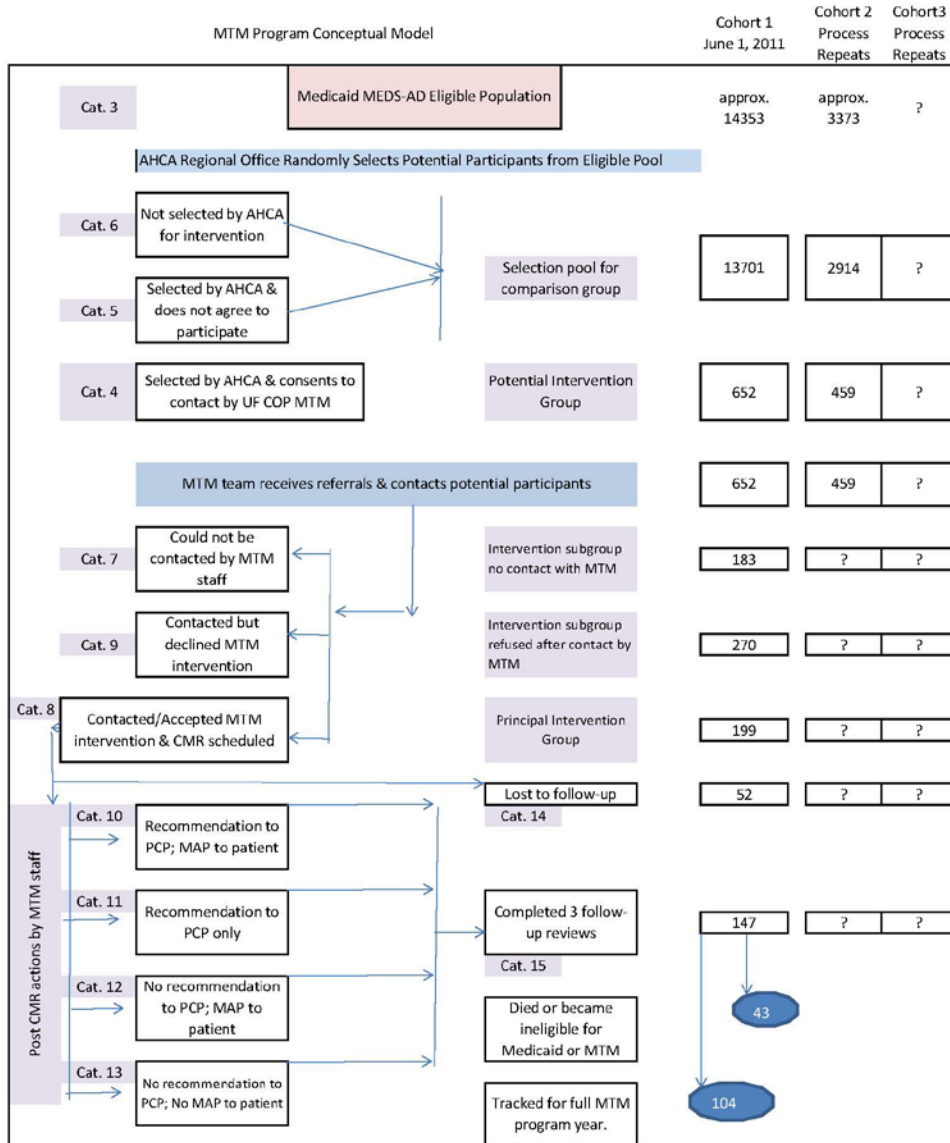 MTM Program Conceptual Model
Cohort 1
June 1, 2011
Cohort 2
Process
Repeats
Cohort3
Process
Repeats
Cat. 3
Medicaid MEDS-AD Eligible Population
approx.
14353
approx.
3373
?
AHCA Regional Office Randomly Selects Potential Participants from Eligible Pool
Cat. 6
Not selected by AHCA
for intervention
Cat. 5
Selected by AHCA &
does not agree to
participate
Selection pool for
comparison group
13701
2914
?
Cat. 4
Selected by AHCA & consents to
contact by UF COP MTM
Potential Intervention
Group
652
459
?
MTM team receives referrals & contacts potential participants
652
459
?
Cat. 7
Could not be
contacted by MTM
staff
Intervention subgroup
no contact with MTM
183
?
?
Cat. 9
Contacted but
declined MTM
intervention
Intervention subgroup
refused after contact by
MTM
270
?
?
Cat. 8
Contacted/Accepted MTM
intervention & CMR scheduled
Principal Intervention
Group
199
?
?
Lost to follow-up
52
?
?
Cat. 14
Post CMR actions by MTM staff
Cat. 10
Recommendation to
PCP; MAP to patient
Cat. 11
Recommendation to
PCP only
Completed 3 follow-
up reviews
147
?
?
Cat. 15
Cat. 12
No recommendation
to PCP; MAP to
patient
Died or became
ineligible for
Medicaid or MTM
43
Cat. 13
No recommendation to
PCP; No MAP to patient
Tracked for full MTM
program year.
104